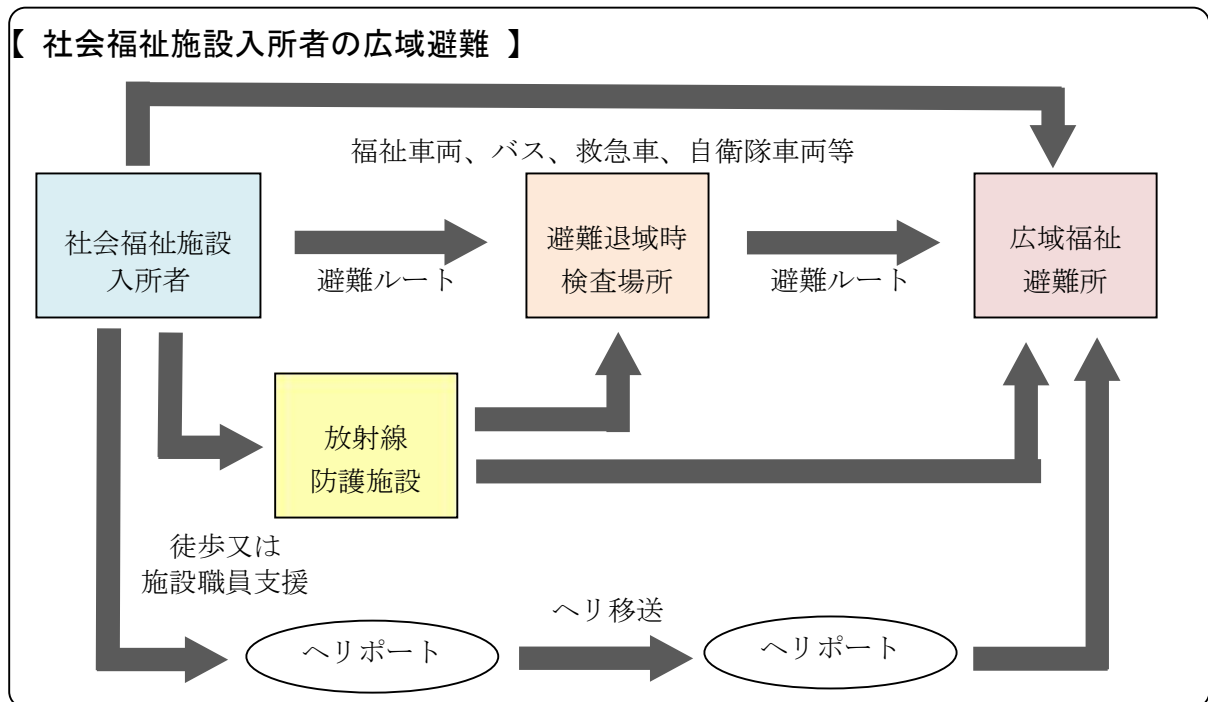 【 社会福祉施設入所者の広域避難 】
福祉車両、バス、救急車、自衛隊車両等
社会福祉施設
入所者
避難ルート
避難退域時
検査場所
避難ルート
広域福祉
避難所
放射線
防護施設
徒歩又は
施設職員支援
ヘリポート
ヘリ移送
ヘリポート